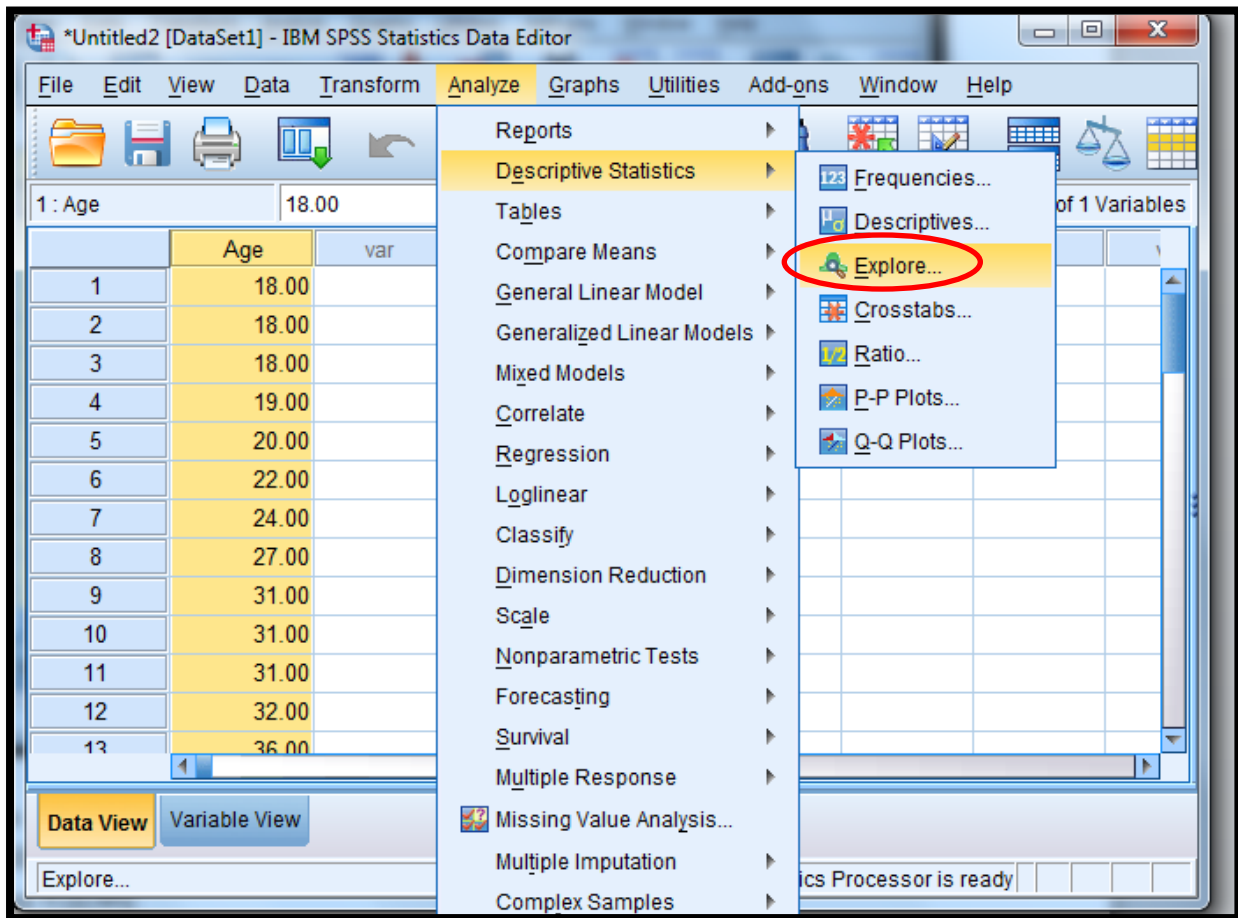 *Untitled2 [DataSet1] - IBM SPSS Statistics Data Editor
File Edit View Data Transform Analyze Graphs Utilities Add-ons Window Help
1 : Age 18.00 of 1 Variables
Age var
1 18.00
2 18.00
3 18.00
4 19.00
5 20.00
6 22.00
7 24.00
8 27.00
9 31.00
10 31.00
11 31.00
12 32.00
13 36.00
Reports
Descriptive Statistics
Tables
Compare Means
General Linear Model
Generalized Linear Models
Mixed Models
Correlate
Regression
Loglinear
Classify
Dimension Reduction
Scale
Nonparametric Tests
Forecasting
Survival
Multiple Response
Missing Value Analysis...
Multiple Imputation
Complex Samples
123 Frequencies...
Descriptives...
Explore...
Crosstabs...
1/2 Ratio...
P-P Plots...
Q-Q Plots...
Data View Variable View
Explore... ics Processor is ready